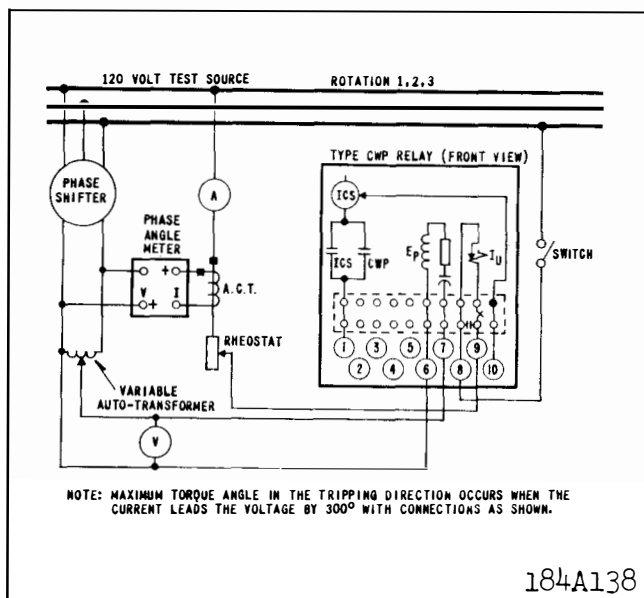 120 VOLT TEST SOURCE
ROTATION 1,2,3
TYPE CWP RELAY (FRONT VIEW)
PHASE
SHIFTER
A
ICS
PHASE
ANGLE
METER
SWITCH
ICS
CWP
EP
IU
+
V
+
I
A.C.T.
RHEOSTAT
1
3
5
7
9
2
4
6
8
10
VARIABLE
AUTO-TRANSFORMER
V
NOTE: MAXIMUM TORQUE ANGLE IN THE TRIPPING DIRECTION OCCURS WHEN THE
CURRENT LEADS THE VOLTAGE BY 300° WITH CONNECTIONS AS SHOWN.
184A138